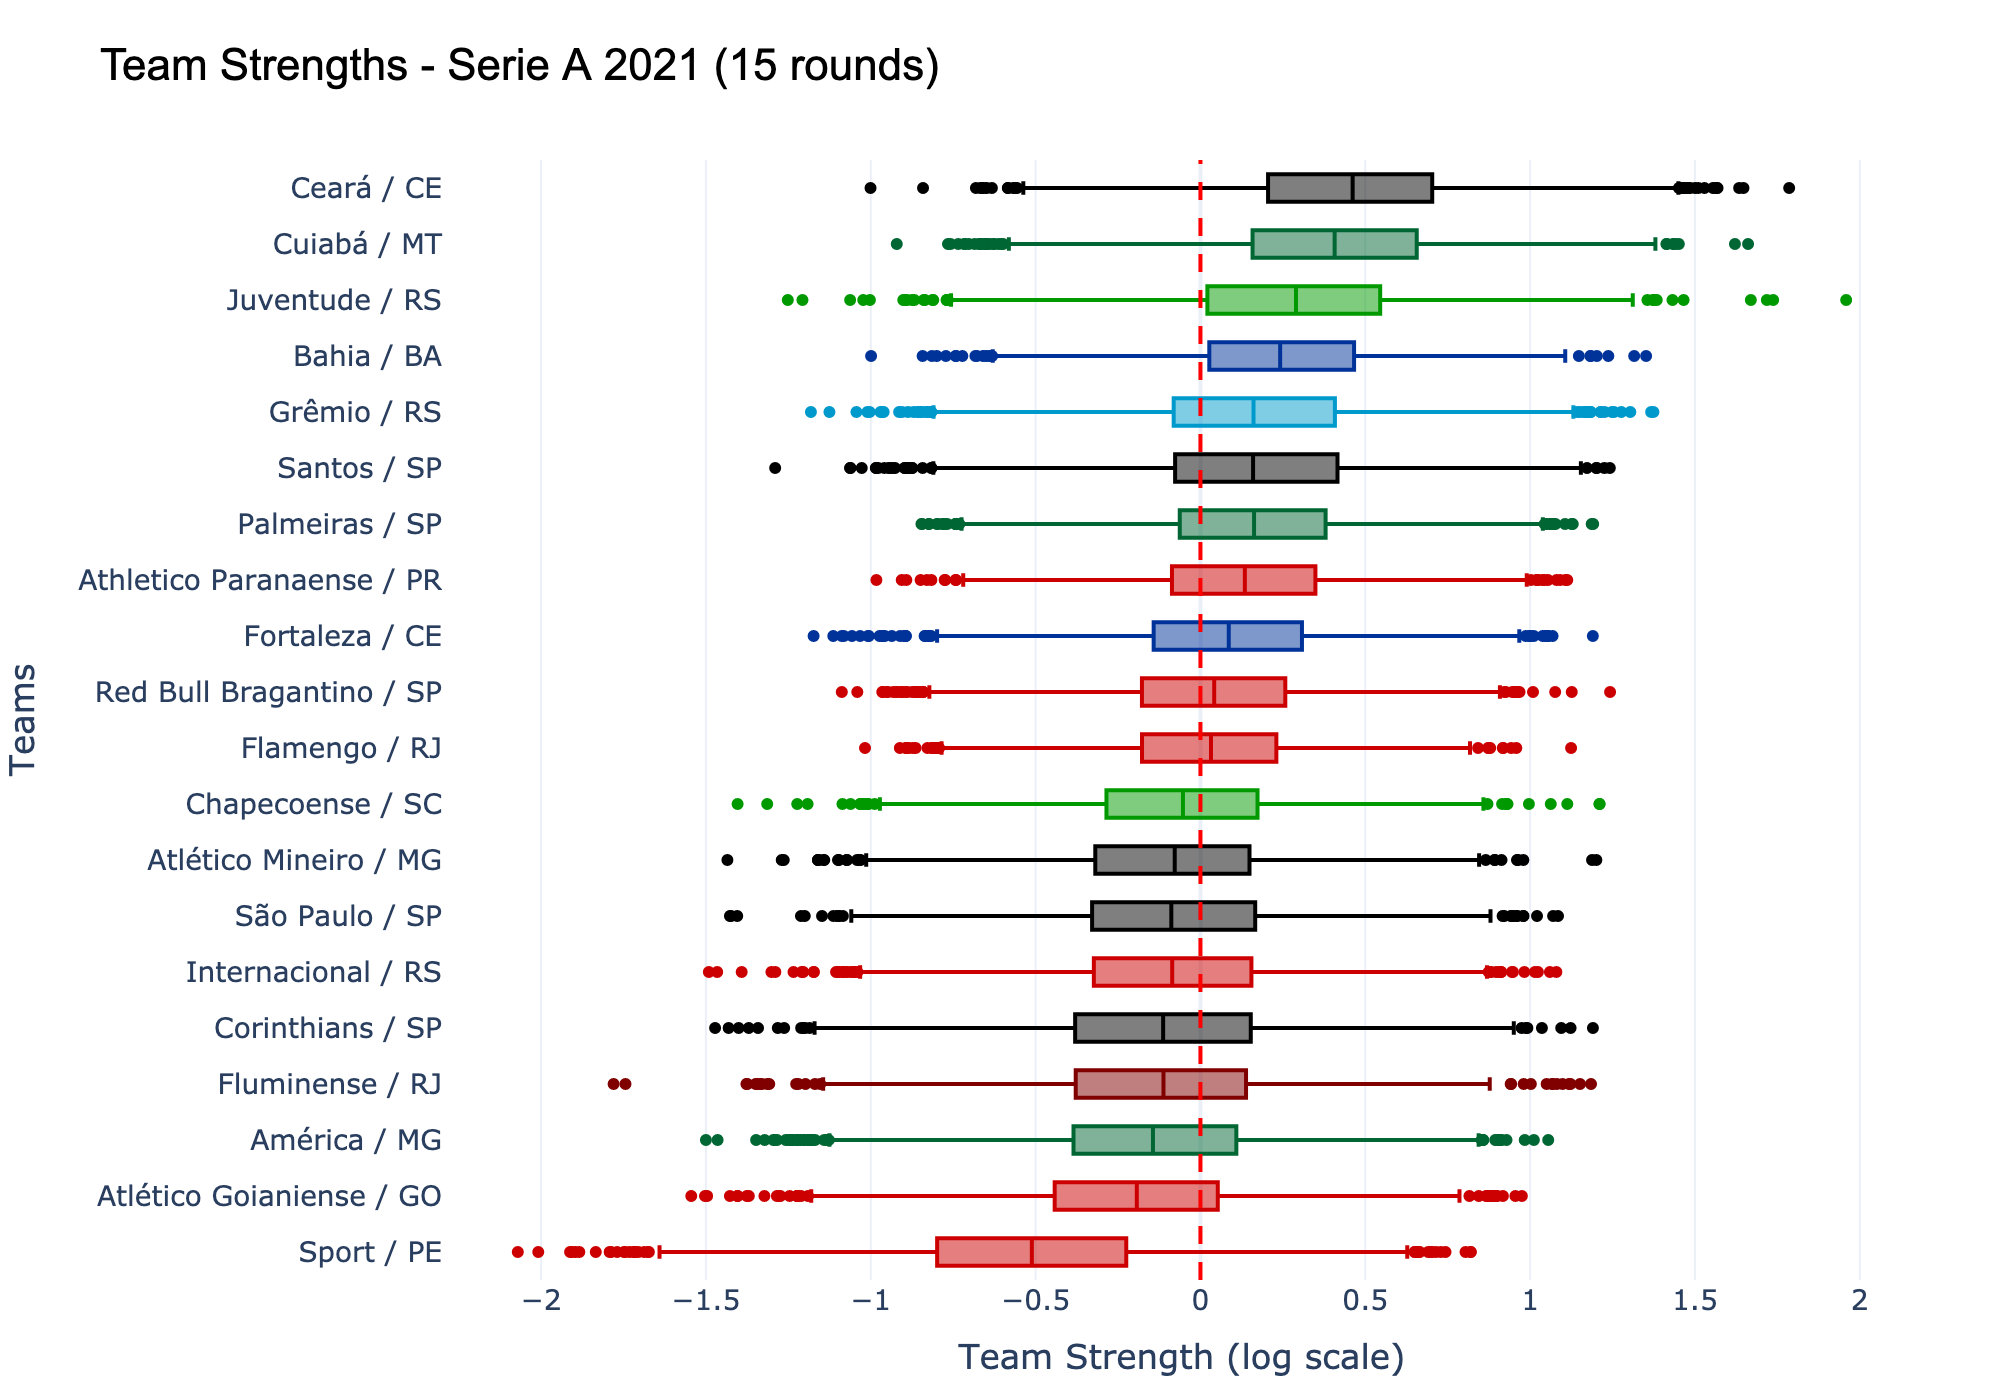 Team Strengths - Serie A 2021 (15 rounds)
Ceará / CE
Cuiabá / MT
Juventude / RS
Bahia / BA
Grêmio / RS
Santos / SP
Palmeiras / SP
Athletico Paranaense / PR
Fortaleza / CE
Red Bull Bragantino / SP
Flamengo / RJ
Chapecoense / SC
Atlético Mineiro / MG
São Paulo / SP
Internacional / RS
Corinthians / SP
Fluminense / RJ
América / MG
Atlético Goianiense / GO
Sport / PE
Teams
−2 −1.5 −1 −0.5 0 0.5 1 1.5 2
Team Strength (log scale)